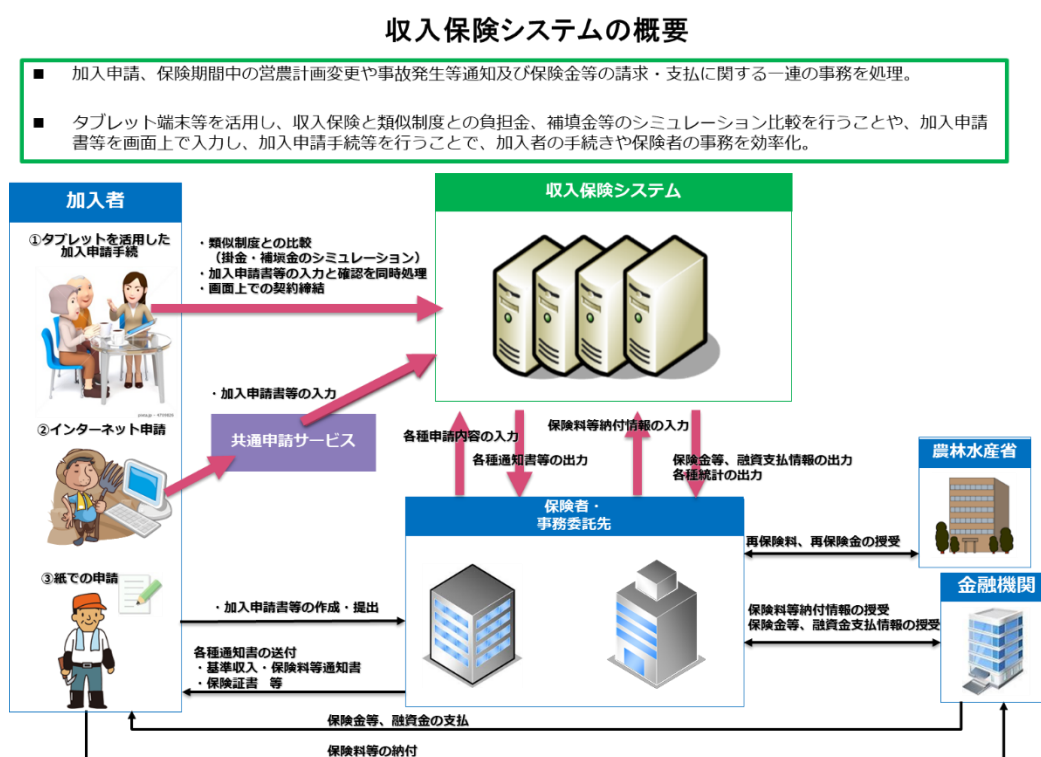 収入保険システムの概要
■ 加入申請、保険期間中の営農計画変更や事故発生等通知及び保険金等の請求・支払に関する一連の事務を処理。
■ タブレット端末等を活用し、収入保険と類似制度との負担金、補填金等のシミュレーション比較を行うことや、加入申請
書等を画面上で入力し、加入申請手続等を行うことで、加入者の手続きや保険者の事務を効率化。
加入者
①タブレットを活用した
加入申請手続
・類似制度との比較
（掛金・補填金のシミュレーション）
・加入申請書等の入力と確認を同時処理
・画面上での契約締結
収入保険システム
②インターネット申請
・加入申請書等の入力
共通申請サービス
各種申請内容の入力
各種通知書等の出力
保険料等納付情報の入力
保険金等、融資支払情報の出力
各種統計の出力
農林水産省
保険者・
事務委託先
再保険料、再保険金の授受
金融機関
保険料等納付情報の授受
保険金等、融資金支払情報の授受
③紙での申請
・加入申請書等の作成・提出
各種通知書の送付
・基準収入・保険料等通知書
・保険証書 等
保険金等、融資金の支払
保険料等の納付